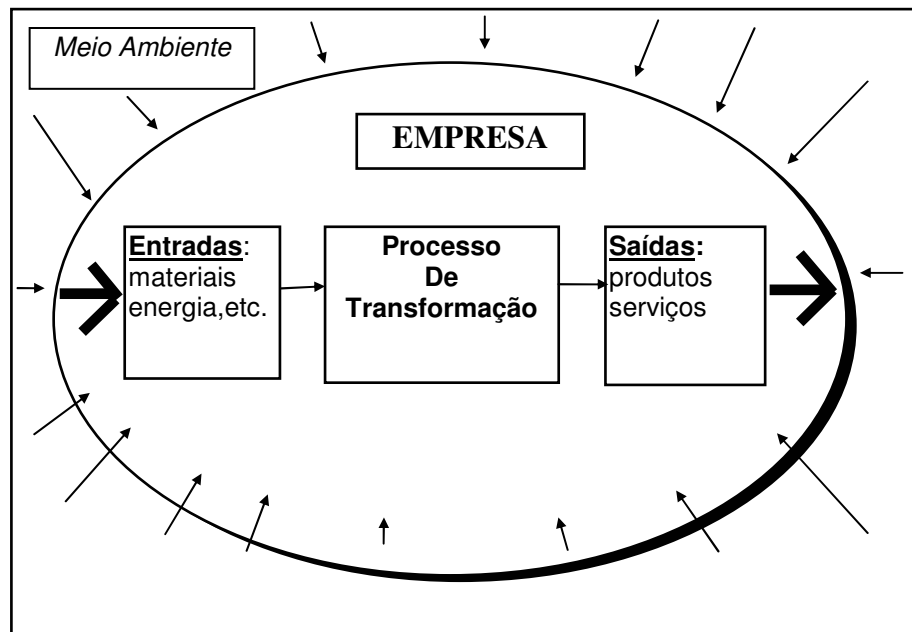 Meio Ambiente
EMPRESA
Entradas:
materiais
energia,etc.
Processo
De
Transformação
Saídas:
produtos
serviços